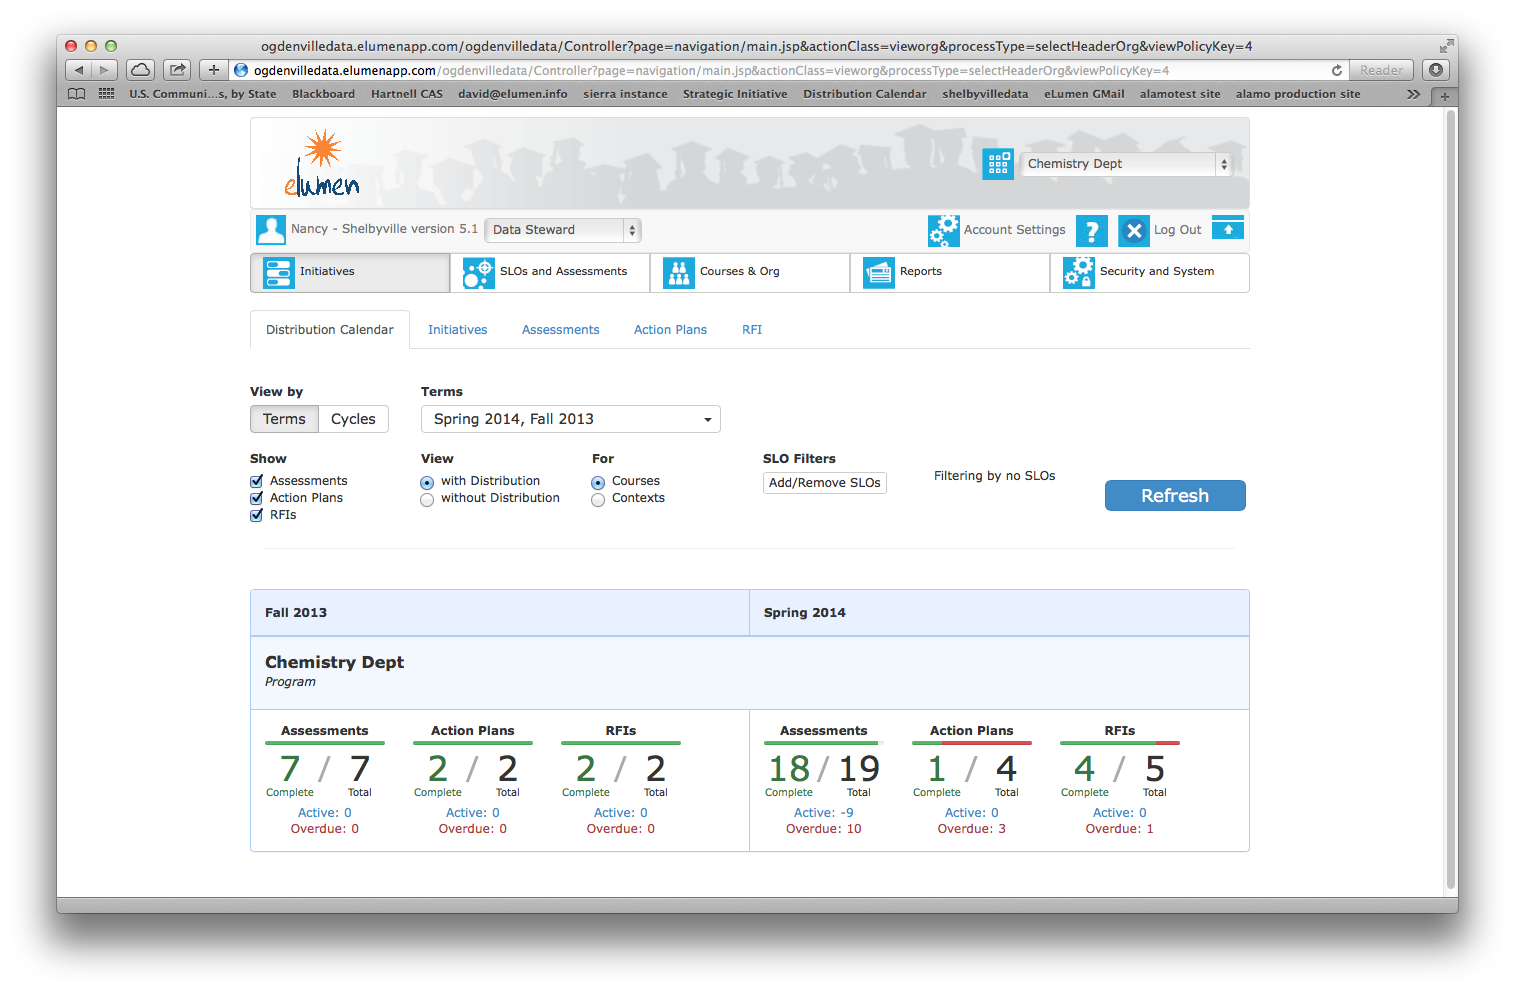 ogdenvilledata.elumenapp.com/ogdenvilledata/Controller?page=navigation/main.jsp&actionClass=vieworg&processType=selectHeaderOrg&viewPolicyKey=4
ogdenvilledata.elumenapp.com/ogdenvilledata/Controller?page=navigation/main.jsp&actionClass=vieworg&processType=selectHeaderOrg&viewPolicyKey=4 Reader
U.S. Communi...s, by State Blackboard Hartnell CAS david@elumen.info sierra instance Strategic Initiative Distribution Calendar shelbyvilledata eLumen GMail alamotest site alamo production site
elumen
Chemistry Dept
Nancy - Shelbyville version 5.1 Data Steward Account Settings ? Log Out
Initiatives SLOs and Assessments Courses & Org Reports Security and System
Distribution Calendar Initiatives Assessments Action Plans RFI
View by Terms
Terms Cycles Spring 2014, Fall 2013
Show View For SLO Filters
Assessments with Distribution Courses Add/Remove SLOs Filtering by no SLOs Refresh
Action Plans without Distribution Contexts
RFIs
Fall 2013 Spring 2014
Chemistry Dept
Program
Assessments Action Plans RFIs Assessments Action Plans RFIs
7 / 7 2 / 2 2 / 2 18 / 19 1 / 4 4 / 5
Complete Total Complete Total Complete Total Complete Total Complete Total Complete Total
Active: 0 Active: 0 Active: 0 Active: -9 Active: 0 Active: 0
Overdue: 0 Overdue: 0 Overdue: 0 Overdue: 10 Overdue: 3 Overdue: 1